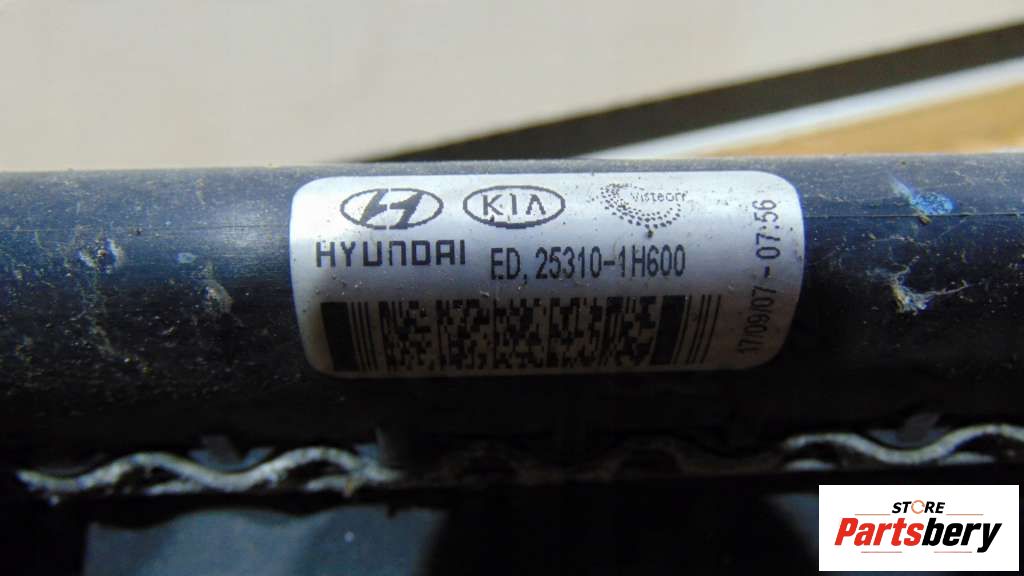 KIA
Visteon
HYUNDAI
ED, 25310-1H600
17/09/07 - 07:56
STORE
Partsbery